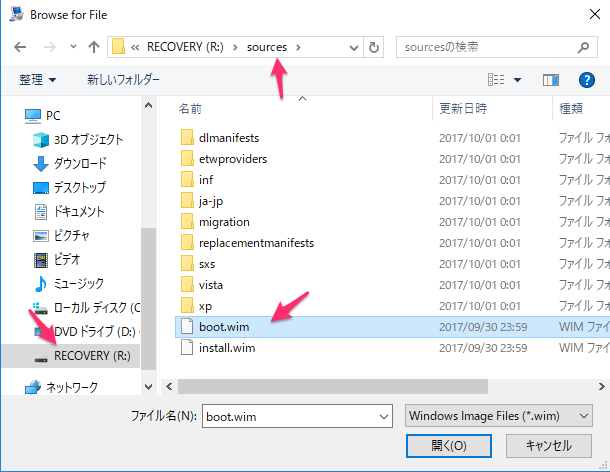 Browse for File
« RECOVERY (R:) › sources ›
sourcesの検索
整理
新しいフォルダー
名前 更新日時 種類
PC
3D オブジェクト
ダウンロード
デスクトップ
ドキュメント
ピクチャ
ビデオ
ミュージック
ローカル ディスク (C
DVD ドライブ (D:) (
RECOVERY (R:)
ネットワーク
dlmanifests 2017/10/01 0:01 ファイル フォ
etwproviders 2017/10/01 0:01 ファイル フォ
inf 2017/10/01 0:01 ファイル フォ
ja-jp 2017/10/01 0:01 ファイル フォ
migration 2017/10/01 0:01 ファイル フォ
replacementmanifests 2017/10/01 0:01 ファイル フォ
sxs 2017/10/01 0:01 ファイル フォ
vista 2017/10/01 0:01 ファイル フォ
xp 2017/10/01 0:01 ファイル フォ
boot.wim 2017/09/30 23:59 WIM ファイ
install.wim 2017/09/30 23:59 WIM ファイ
ファイル名(N): boot.wim
Windows Image Files (*.wim)
開く(O)
キャンセル